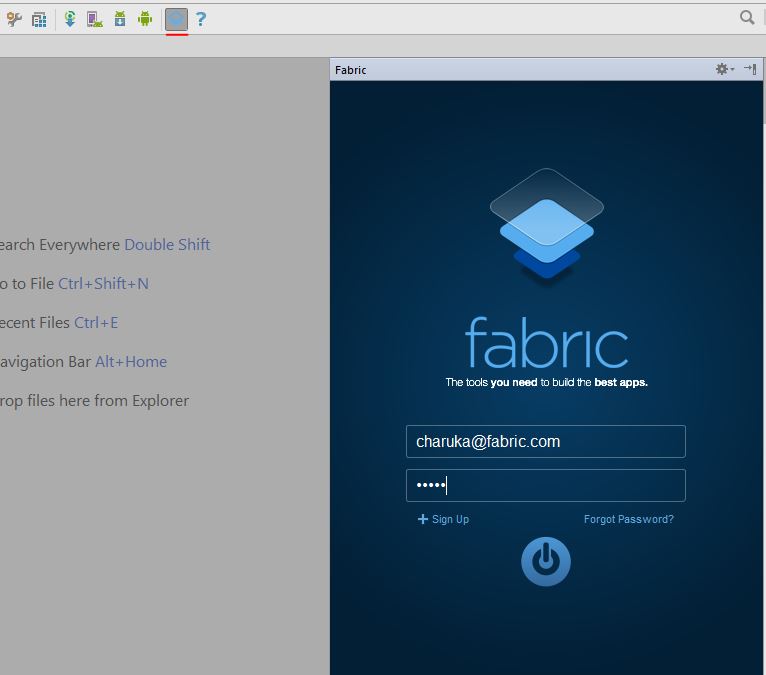 Fabric
earch Everywhere Double Shift
o to File Ctrl+Shift+N
ecent Files Ctrl+E
avigation Bar Alt+Home
rop files here from Explorer
fabric
The tools you need to build the best apps.
charuka@fabric.com
•••••
+ Sign Up Forgot Password?